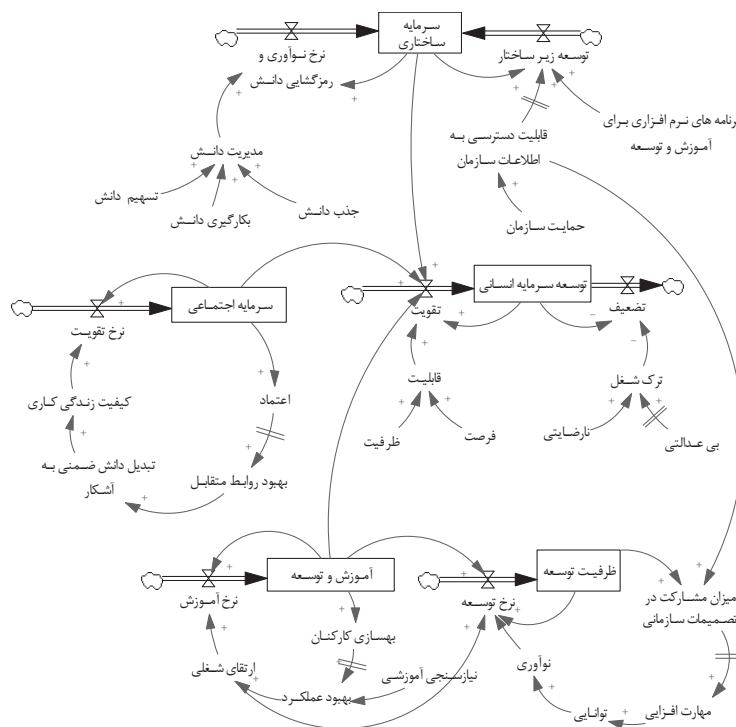 سرمایه
ساختاری
نرخ نوآوری و
رمزگشایی دانش
توسعه زیر ساختار
برنامه های نرم افزاری برای
آموزش و توسعه
قابلیت دسترسی به
اطلاعات سازمان
حمایت سازمان
مدیریت دانش
تسهیم دانش
بکارگیری دانش
جذب دانش
سرمایه اجتماعی
نرخ تقویت
کیفیت زندگی کاری
تبدیل دانش ضمنی به
آشکار
بهبود روابط متقابل
اعتماد
توسعه سرمایه انسانی
تقویت
تضعیف
قابلیت
ظرفیت
فرصت
ترک شغل
نارضایتی
بی عدالتی
آموزش و توسعه
نرخ آموزش
بهسازی کارکنان
ارتقای شغلی
بهبود عملکرد
نیازسنجی آموزشی
ظرفیت توسعه
نرخ توسعه
نوآوری
توانایی
مهارت افزایی
میزان مشارکت در
تصمیمات سازمانی